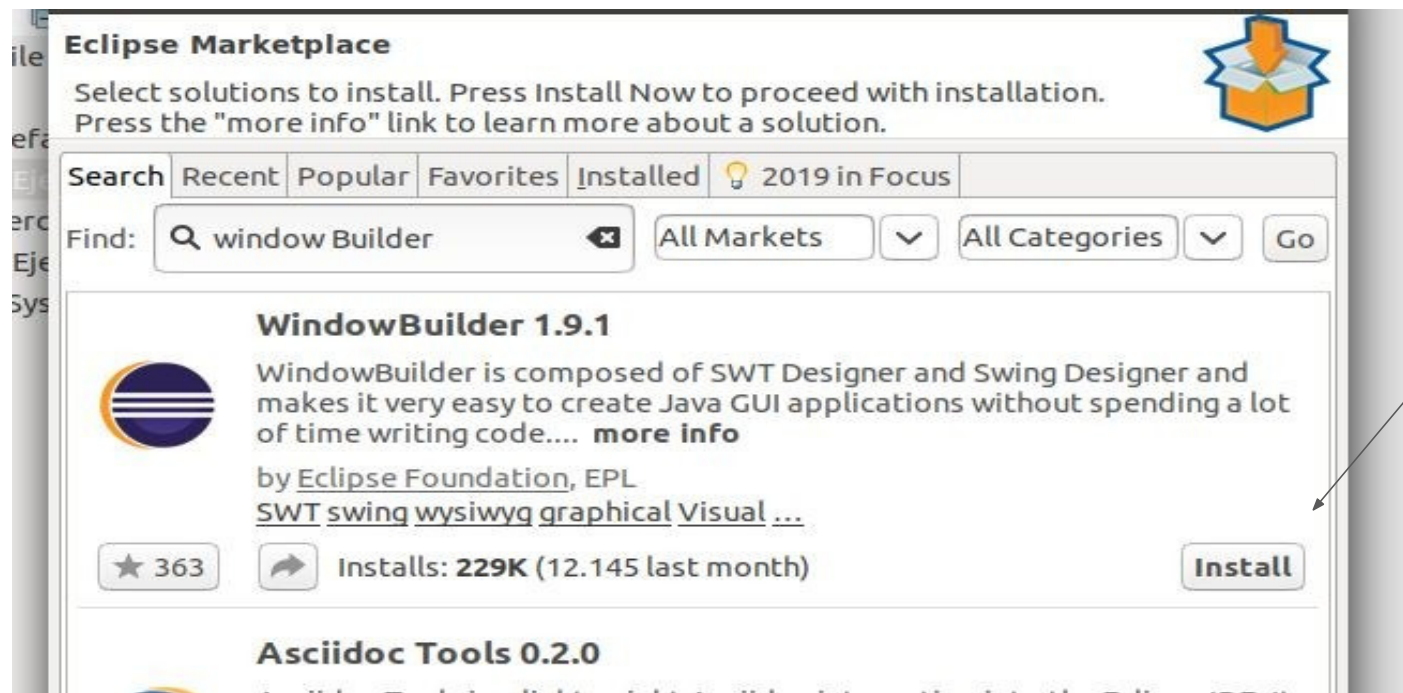 Eclipse Marketplace
Select solutions to install. Press Install Now to proceed with installation.
Press the "more info" link to learn more about a solution.
Search Recent Popular Favorites Installed 2019 in Focus
Find: window Builder All Markets All Categories Go
WindowBuilder 1.9.1
WindowBuilder is composed of SWT Designer and Swing Designer and
makes it very easy to create Java GUI applications without spending a lot
of time writing code.... more info
by Eclipse Foundation, EPL
SWT swing wysiwyg graphical Visual ...
363 Installs: 229K (12.145 last month) Install
Asciidoc Tools 0.2.0